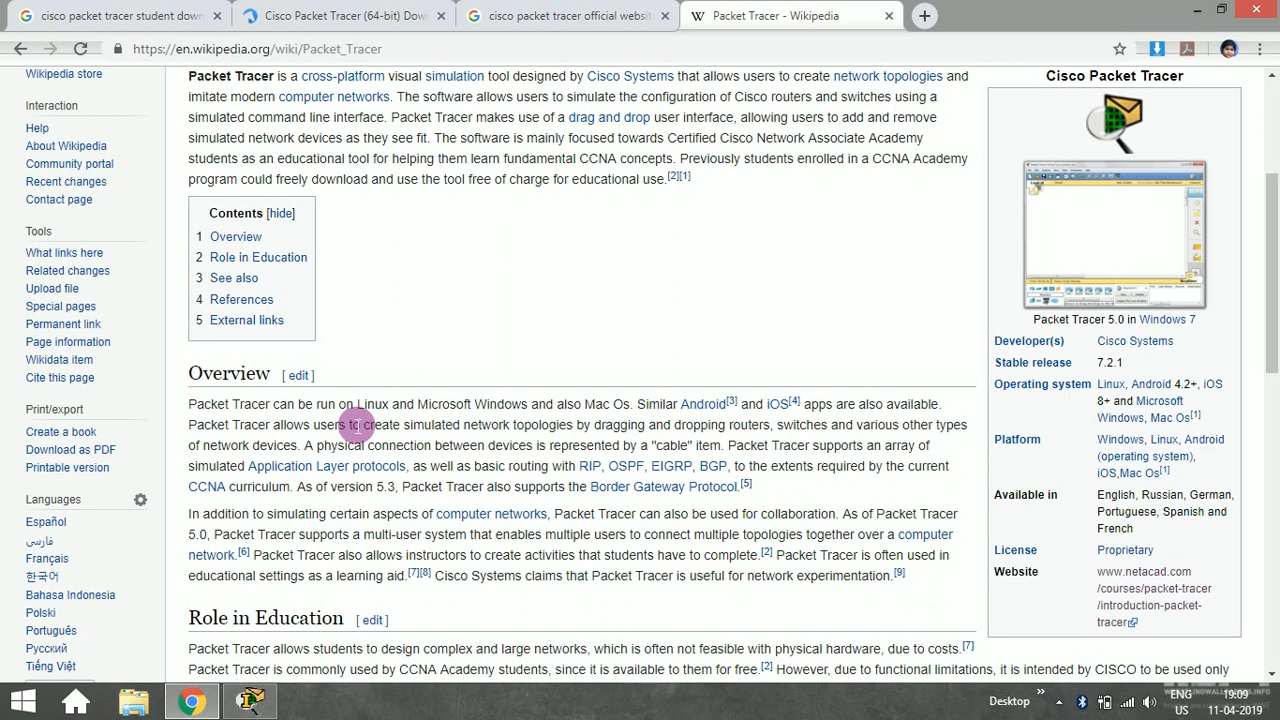 cisco packet tracer student down
Cisco Packet Tracer (64-bit) Dow
cisco packet tracer official websit
Packet Tracer - Wikipedia
https://en.wikipedia.org/wiki/Packet_Tracer
Wikipedia store
Interaction
Help
About Wikipedia
Community portal
Recent changes
Contact page
Tools
What links here
Related changes
Upload file
Special pages
Permanent link
Page information
Wikidata item
Cite this page
Print/export
Create a book
Download as PDF
Printable version
Languages
Español
فارسی
Français
한국어
Bahasa Indonesia
Polski
Português
Русский
Tiếng Việt
Packet Tracer is a cross-platform visual simulation tool designed by Cisco Systems that allows users to create network topologies and
imitate modern computer networks. The software allows users to simulate the configuration of Cisco routers and switches using a
simulated command line interface. Packet Tracer makes use of a drag and drop user interface, allowing users to add and remove
simulated network devices as they see fit. The software is mainly focused towards Certified Cisco Network Associate Academy
students as an educational tool for helping them learn fundamental CCNA concepts. Previously students enrolled in a CCNA Academy
program could freely download and use the tool free of charge for educational use.[2][1]
Contents [hide]
1 Overview
2 Role in Education
3 See also
4 References
5 External links
Overview [ edit ]
Packet Tracer can be run on Linux and Microsoft Windows and also Mac Os. Similar Android[3] and iOS[4] apps are also available.
Packet Tracer allows users to create simulated network topologies by dragging and dropping routers, switches and various other types
of network devices. A physical connection between devices is represented by a "cable" item. Packet Tracer supports an array of
simulated Application Layer protocols, as well as basic routing with RIP, OSPF, EIGRP, BGP, to the extents required by the current
CCNA curriculum. As of version 5.3, Packet Tracer also supports the Border Gateway Protocol.[5]
In addition to simulating certain aspects of computer networks, Packet Tracer can also be used for collaboration. As of Packet Tracer
5.0, Packet Tracer supports a multi-user system that enables multiple users to connect multiple topologies together over a computer
network.[6] Packet Tracer also allows instructors to create activities that students have to complete.[2] Packet Tracer is often used in
educational settings as a learning aid.[7][8] Cisco Systems claims that Packet Tracer is useful for network experimentation.[9]
Role in Education [ edit ]
Packet Tracer allows students to design complex and large networks, which is often not feasible with physical hardware, due to costs.[7]
Packet Tracer is commonly used by CCNA Academy students, since it is available to them for free.[2] However, due to functional limitations, it is intended by CISCO to be used only
Cisco Packet Tracer
Packet Tracer 5.0 in Windows 7
Developer(s) Cisco Systems
Stable release 7.2.1
Operating system Linux, Android 4.2+, iOS
8+ and Microsoft
Windows, Mac Os[1]
Platform Windows, Linux, Android
(operating system),
iOS,Mac Os[1]
Available in English, Russian, German,
Portuguese, Spanish and
French
License Proprietary
Website www.netacad.com
/courses/packet-tracer
/introduction-packet-
tracer
Desktop
ENG
US
19:09
11-04-2019